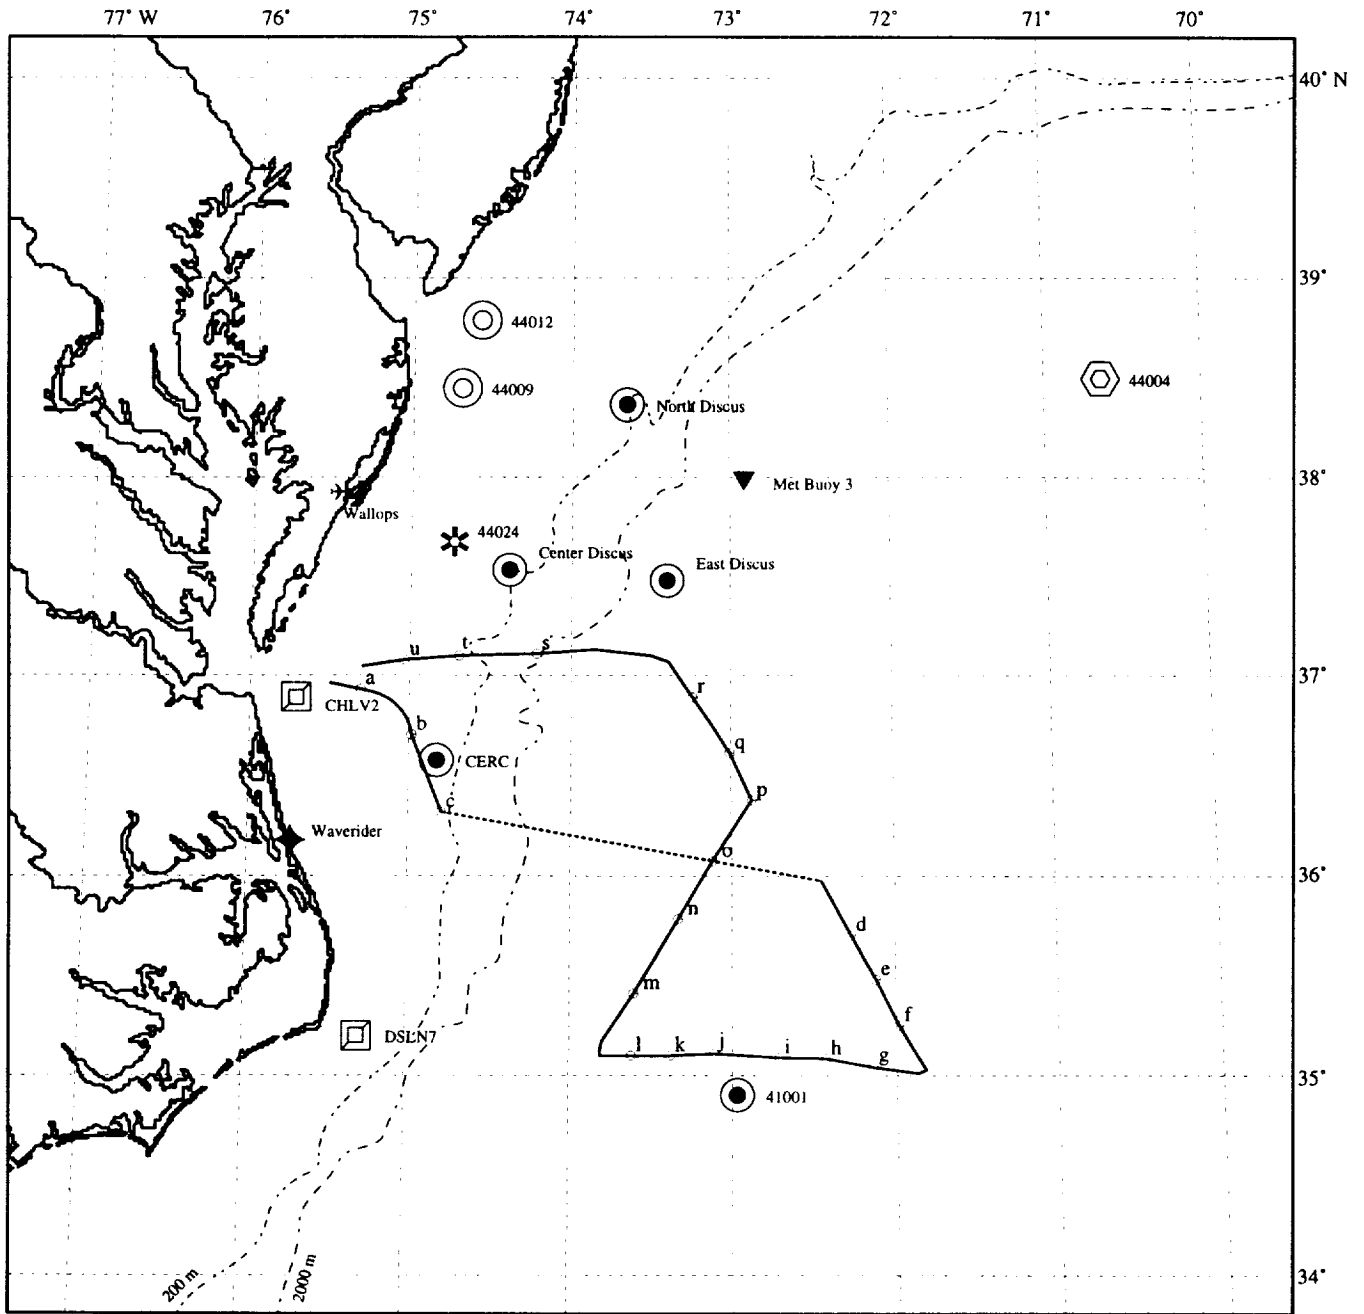 77° W 76° 75° 74° 73° 72° 71° 70°
40° N
39°
44012
44009
44004
North Discus
38°
Met Buoy 3
Wallops
44024
Center Discus
East Discus
u t s
37°
a r
CHLV2
b q
CERC
p
c
Waverider
o
36°
n d
e
m
f
DSLN7
l k j i h g
35°
41001
34°
200 m
2000 m